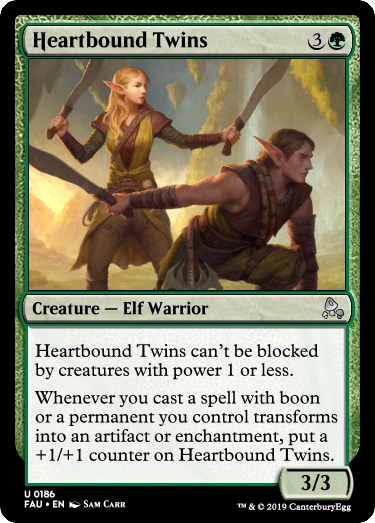 Heartbound Twins 3
Creature — Elf Warrior
Heartbound Twins can't be blocked
by creatures with power 1 or less.
Whenever you cast a spell with boon
or a permanent you control transforms
into an artifact or enchantment, put a
+1/+1 counter on Heartbound Twins.
3/3
U 0186
FAU • EN Sam Carr
™ & © 2019 CanterburyEgg